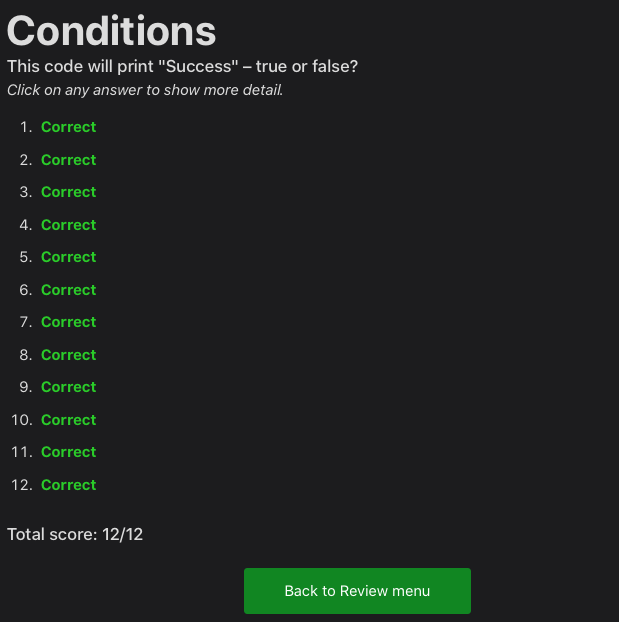 Conditions
This code will print "Success" – true or false?
Click on any answer to show more detail.
1. Correct
2. Correct
3. Correct
4. Correct
5. Correct
6. Correct
7. Correct
8. Correct
9. Correct
10. Correct
11. Correct
12. Correct
Total score: 12/12
Back to Review menu